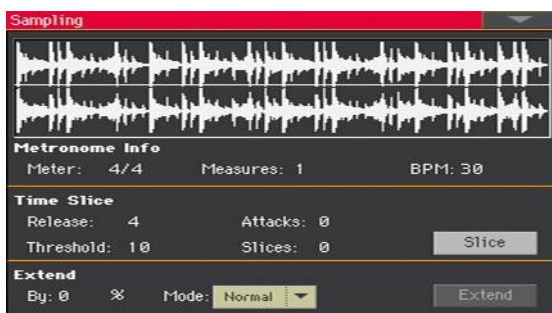 Sampling
Metronome Info
Meter: 4/4 Measures: 1 BPM: 30
Time Slice
Release: 4 Attacks: 0
Threshold: 10 Slices: 0 Slice
Extend
By: 0 % Mode: Normal Extend